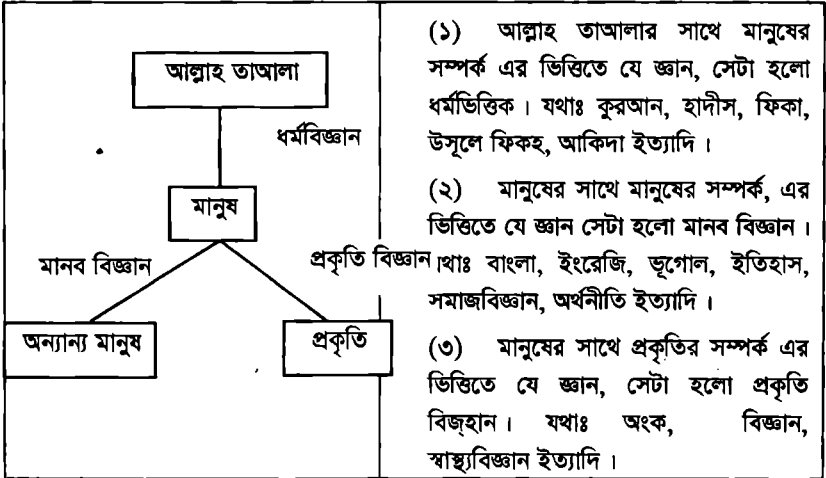 আল্লাহ তাআলা
ধর্মবিজ্ঞান
মানুষ
মানব বিজ্ঞান
প্রকৃতি বিজ্ঞান
অন্যান্য মানুষ
প্রকৃতি
(১) আল্লাহ তাআলার সাথে মানুষের
সম্পর্ক এর ভিত্তিতে যে জ্ঞান, সেটা হলো
ধর্মভিত্তিক। যথাঃ কুরআন, হাদীস, ফিকা,
উসূলে ফিকহ, আকিদা ইত্যাদি।
(২) মানুষের সাথে মানুষের সম্পর্ক, এর
ভিত্তিতে যে জ্ঞান সেটা হলো মানব বিজ্ঞান।
থাঃ বাংলা, ইংরেজি, ভূগোল, ইতিহাস,
সমাজবিজ্ঞান, অর্থনীতি ইত্যাদি।
(৩) মানুষের সাথে প্রকৃতির সম্পর্ক এর
ভিত্তিতে যে জ্ঞান, সেটা হলো প্রকৃতি
বিজ্হান। যথাঃ অংক, বিজ্ঞান,
স্বাস্থ্যবিজ্ঞান ইত্যাদি।